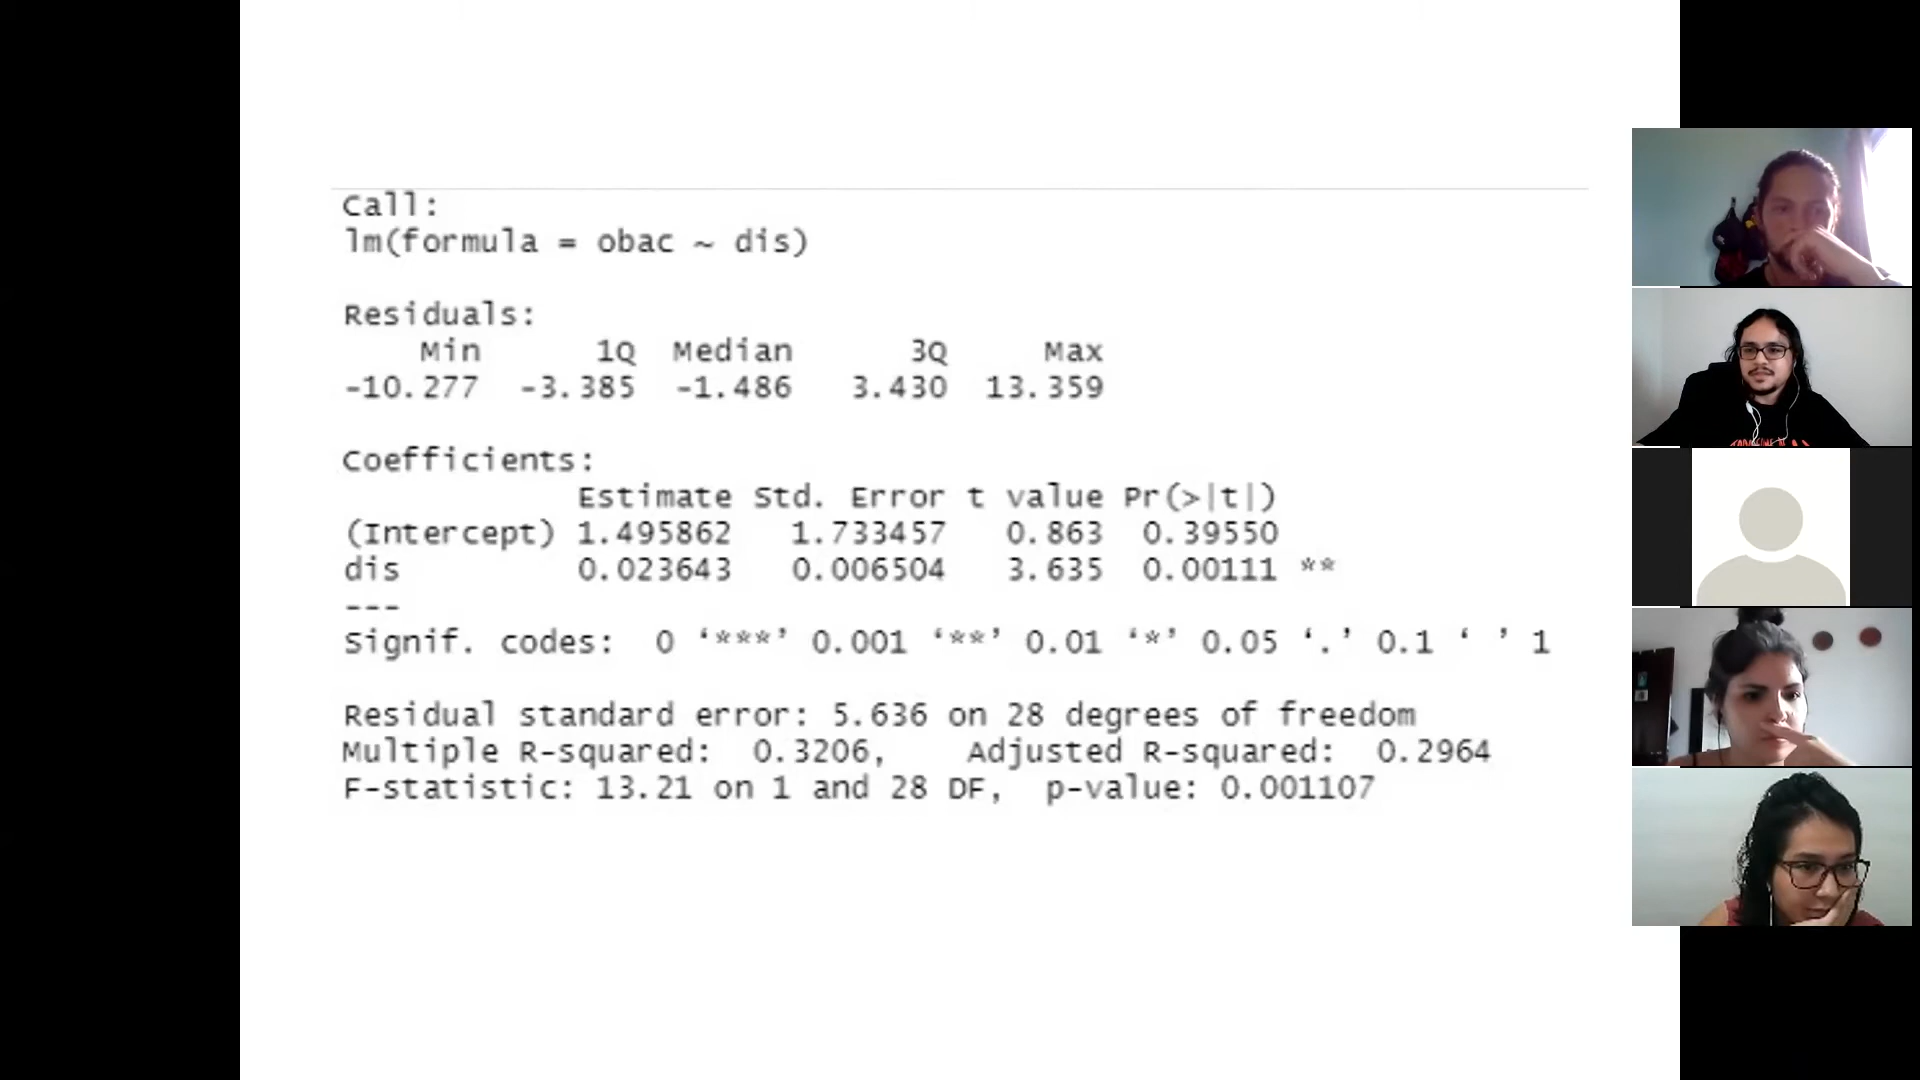 Call:
lm(formula = obac ~ dis)
Residuals:
Min 1Q Median 3Q Max
-10.277 -3.385 -1.486 3.430 13.359
Coefficients:
Estimate Std. Error t value Pr(>|t|)
(Intercept) 1.495862 1.733457 0.863 0.39550
dis 0.023643 0.006504 3.635 0.00111 **
---
Signif. codes: 0 ‘***’ 0.001 ‘**’ 0.01 ‘*’ 0.05 ‘.’ 0.1 ‘ ’ 1
Residual standard error: 5.636 on 28 degrees of freedom
Multiple R-squared: 0.3206, Adjusted R-squared: 0.2964
F-statistic: 13.21 on 1 and 28 DF, p-value: 0.001107